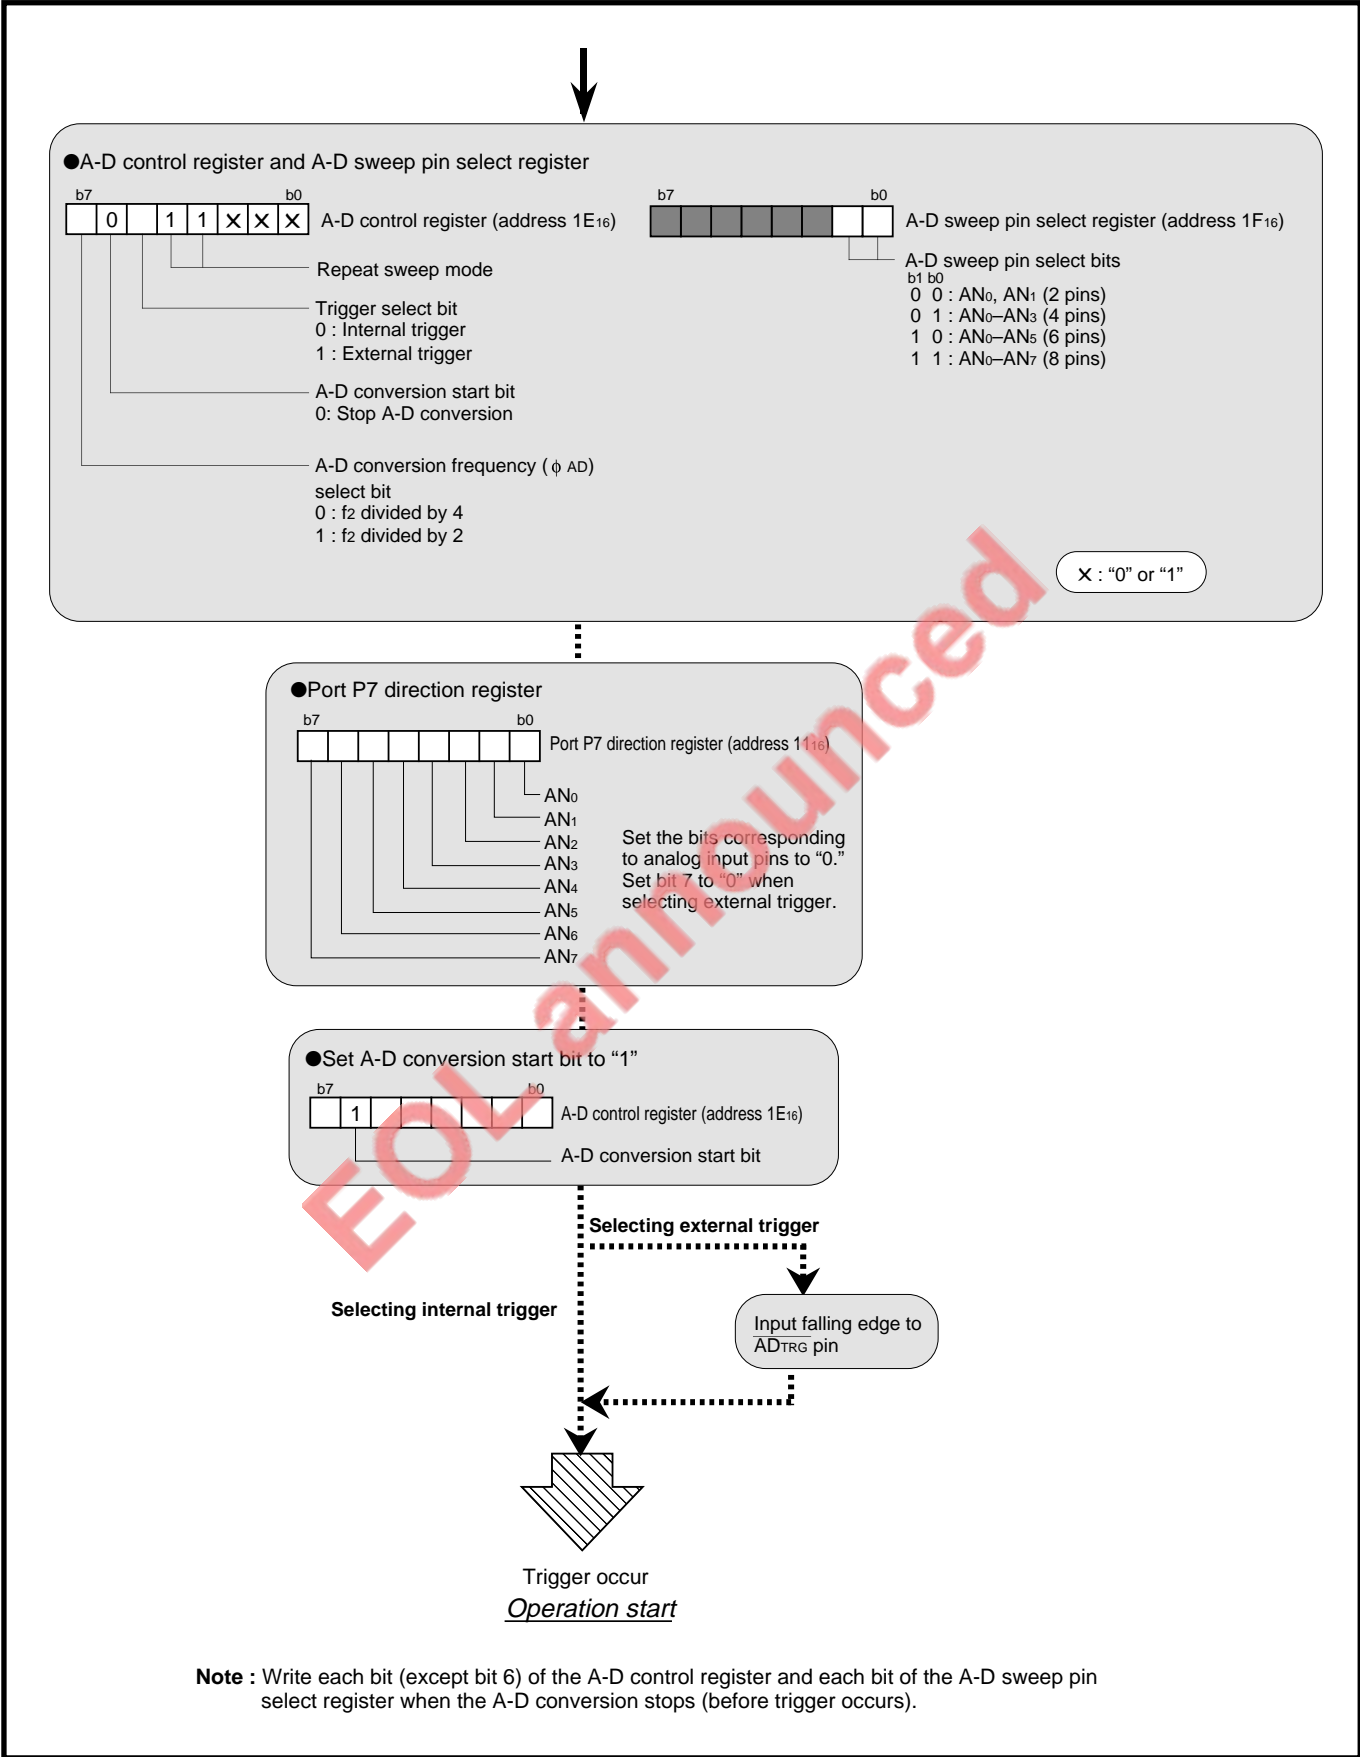 ●A-D control register and A-D sweep pin select register
b7 b0
0 1 1 × × × A-D control register (address 1E16)
Repeat sweep mode
Trigger select bit
0 : Internal trigger
1 : External trigger
A-D conversion start bit
0: Stop A-D conversion
A-D conversion frequency (ϕ AD)
select bit
0 : f2 divided by 4
1 : f2 divided by 2
b7 b0
A-D sweep pin select register (address 1F16)
A-D sweep pin select bits
b1 b0
0 0 : AN0, AN1 (2 pins)
0 1 : AN0–AN3 (4 pins)
1 0 : AN0–AN5 (6 pins)
1 1 : AN0–AN7 (8 pins)
× : “0” or “1”
●Port P7 direction register
b7 b0
Port P7 direction register (address 1116)
AN0
AN1
AN2
AN3
AN4
AN5
AN6
AN7
Set the bits corresponding
to analog input pins to “0.”
Set bit 7 to “0” when
selecting external trigger.
●Set A-D conversion start bit to “1”
b7 b0
1 A-D control register (address 1E16)
A-D conversion start bit
Selecting external trigger
Selecting internal trigger
Input falling edge to
ADTRG pin
Trigger occur
Operation start
Note : Write each bit (except bit 6) of the A-D control register and each bit of the A-D sweep pin
select register when the A-D conversion stops (before trigger occurs).
EOL announced